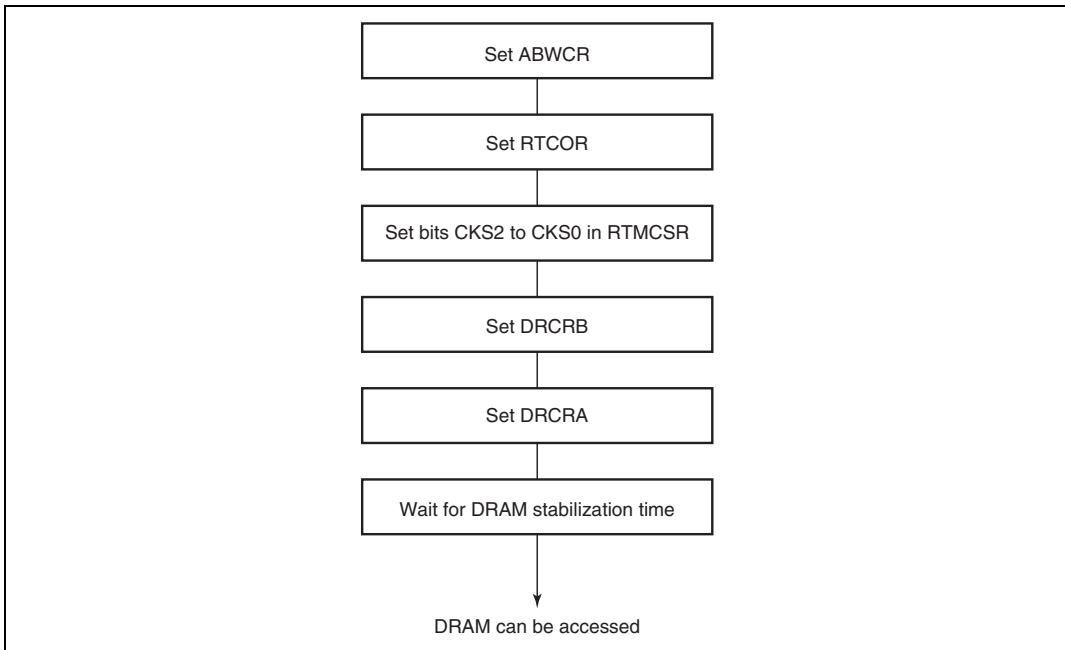 Set ABWCR
Set RTCOR
Set bits CKS2 to CKS0 in RTMCSR
Set DRCRB
Set DRCRA
Wait for DRAM stabilization time
DRAM can be accessed